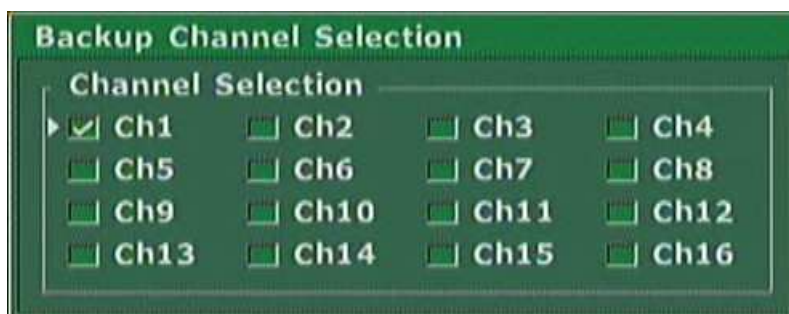 Backup Channel Selection
Channel Selection
Ch1 Ch2 Ch3 Ch4
Ch5 Ch6 Ch7 Ch8
Ch9 Ch10 Ch11 Ch12
Ch13 Ch14 Ch15 Ch16